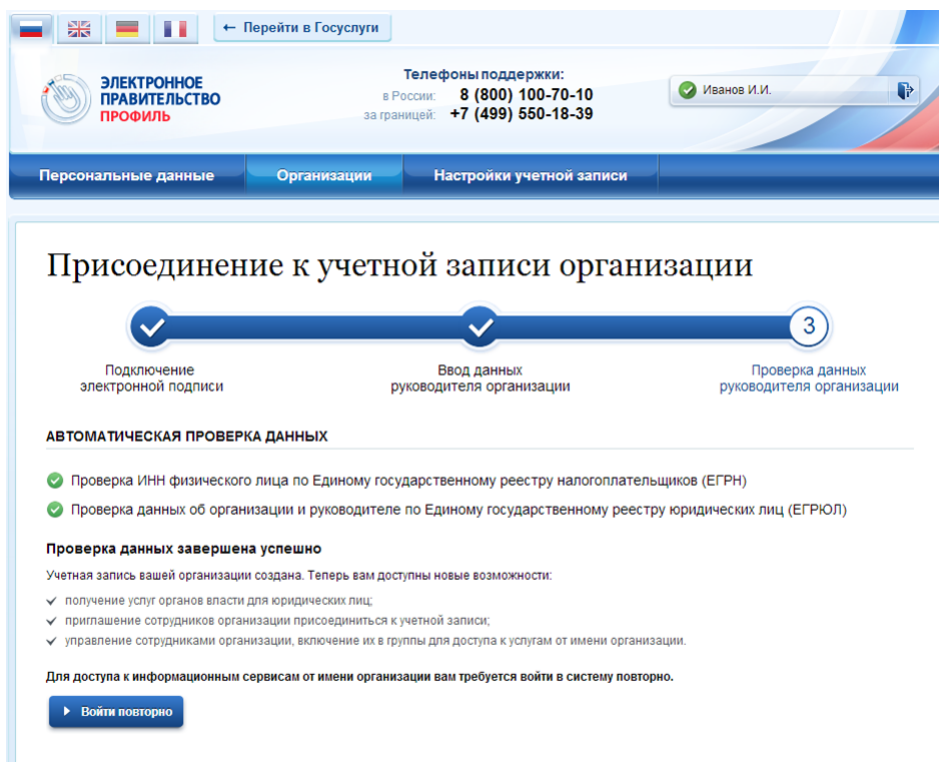 ← Перейти в Госуслуги
ЭЛЕКТРОННОЕ
ПРАВИТЕЛЬСТВО
ПРОФИЛЬ
Телефоны поддержки:
в России: 8 (800) 100-70-10
за границей: +7 (499) 550-18-39
Иванов И.И.
Персональные данные Организации Настройки учетной записи
Присоединение к учетной записи организации
3
Подключение
электронной подписи
Ввод данных
руководителя организации
Проверка данных
руководителя организации
АВТОМАТИЧЕСКАЯ ПРОВЕРКА ДАННЫХ
Проверка ИНН физического лица по Единому государственному реестру налогоплательщиков (ЕГРН)
Проверка данных об организации и руководителе по Единому государственному реестру юридических лиц (ЕГРЮЛ)
Проверка данных завершена успешно
Учетная запись вашей организации создана. Теперь вам доступны новые возможности:
получение услуг органов власти для юридических лиц;
приглашение сотрудников организации присоединиться к учетной записи;
управление сотрудниками организации, включение их в группы для доступа к услугам от имени организации.
Для доступа к информационным сервисам от имени организации вам требуется войти в систему повторно.
Войти повторно